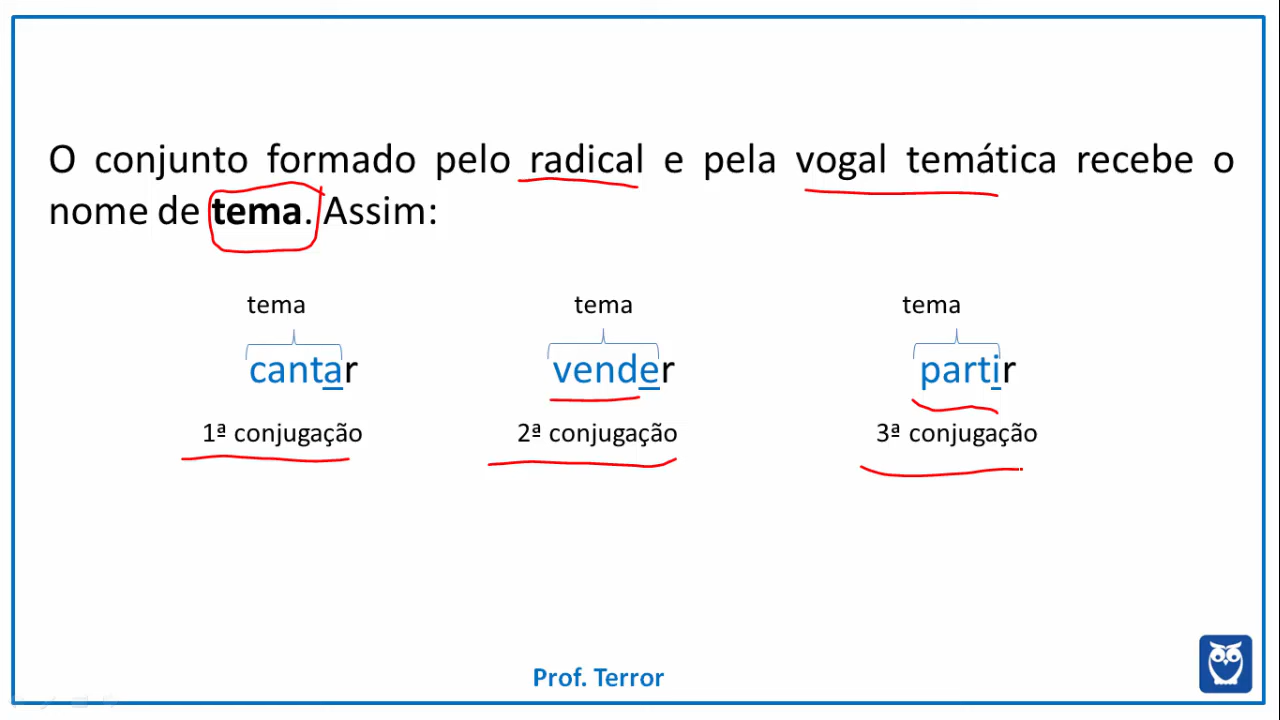 O conjunto formado pelo radical e pela vogal temática recebe o
nome de tema. Assim:
tema tema tema
cantar vender partir
1ª conjugação 2ª conjugação 3ª conjugação
Prof. Terror